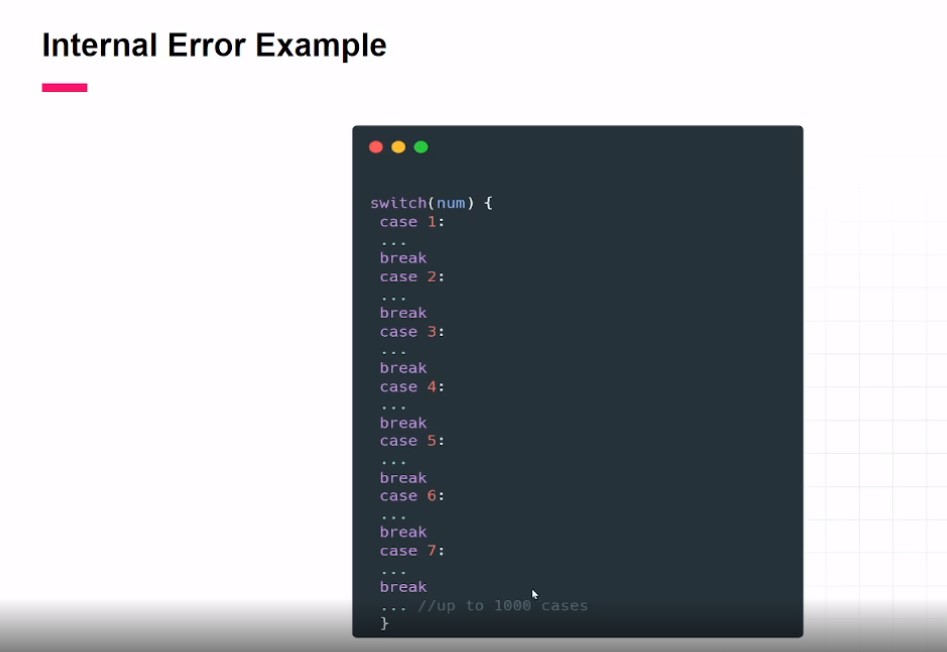 Internal Error Example
switch(num) {
case 1:
...
break
case 2:
...
break
case 3:
...
break
case 4:
...
break
case 5:
...
break
case 6:
...
break
case 7:
...
break
... //up to 1000 cases
}